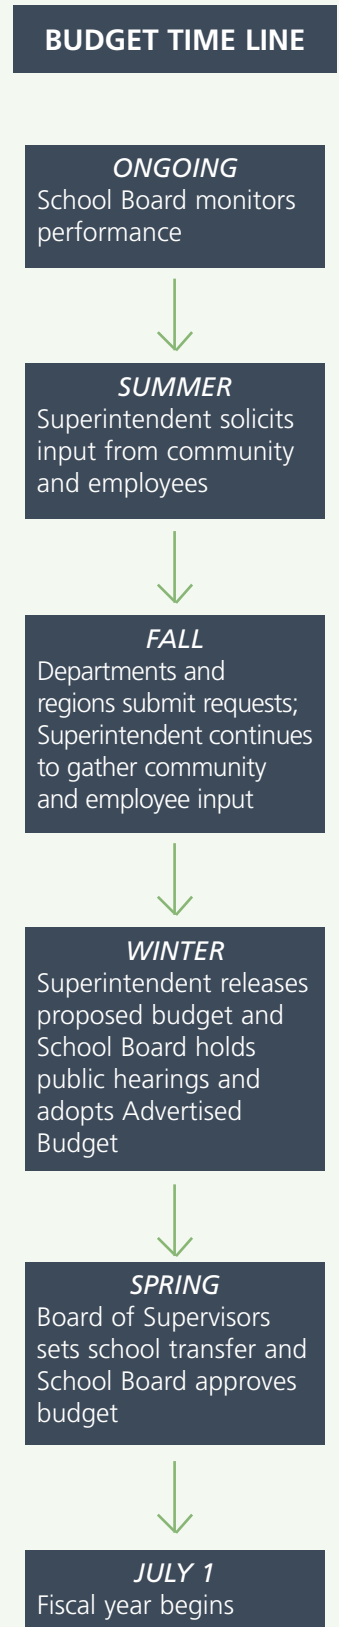 BUDGET TIME LINE
ONGOING
School Board monitors
performance
SUMMER
Superintendent solicits
input from community
and employees
FALL
Departments and
regions submit requests;
Superintendent continues
to gather community
and employee input
WINTER
Superintendent releases
proposed budget and
School Board holds
public hearings and
adopts Advertised
Budget
SPRING
Board of Supervisors
sets school transfer and
School Board approves
budget
JULY 1
Fiscal year begins